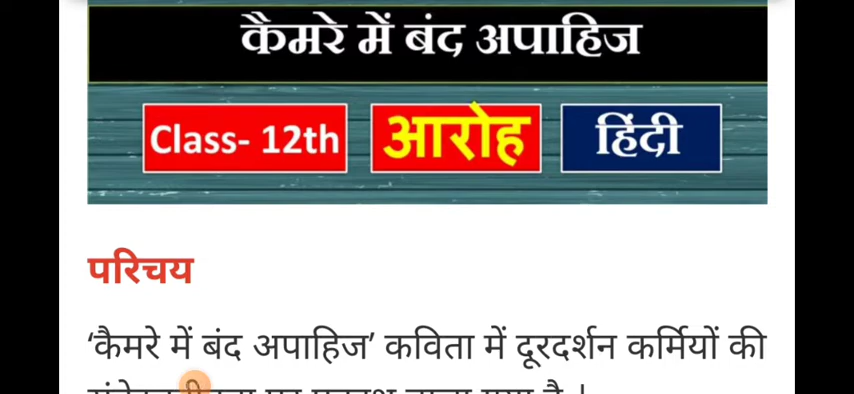 कैमरे में बंद अपाहिज
Class- 12th
आरोह
हिंदी
परिचय
‘कैमरे में बंद अपाहिज’ कविता में दूरदर्शन कर्मियों की